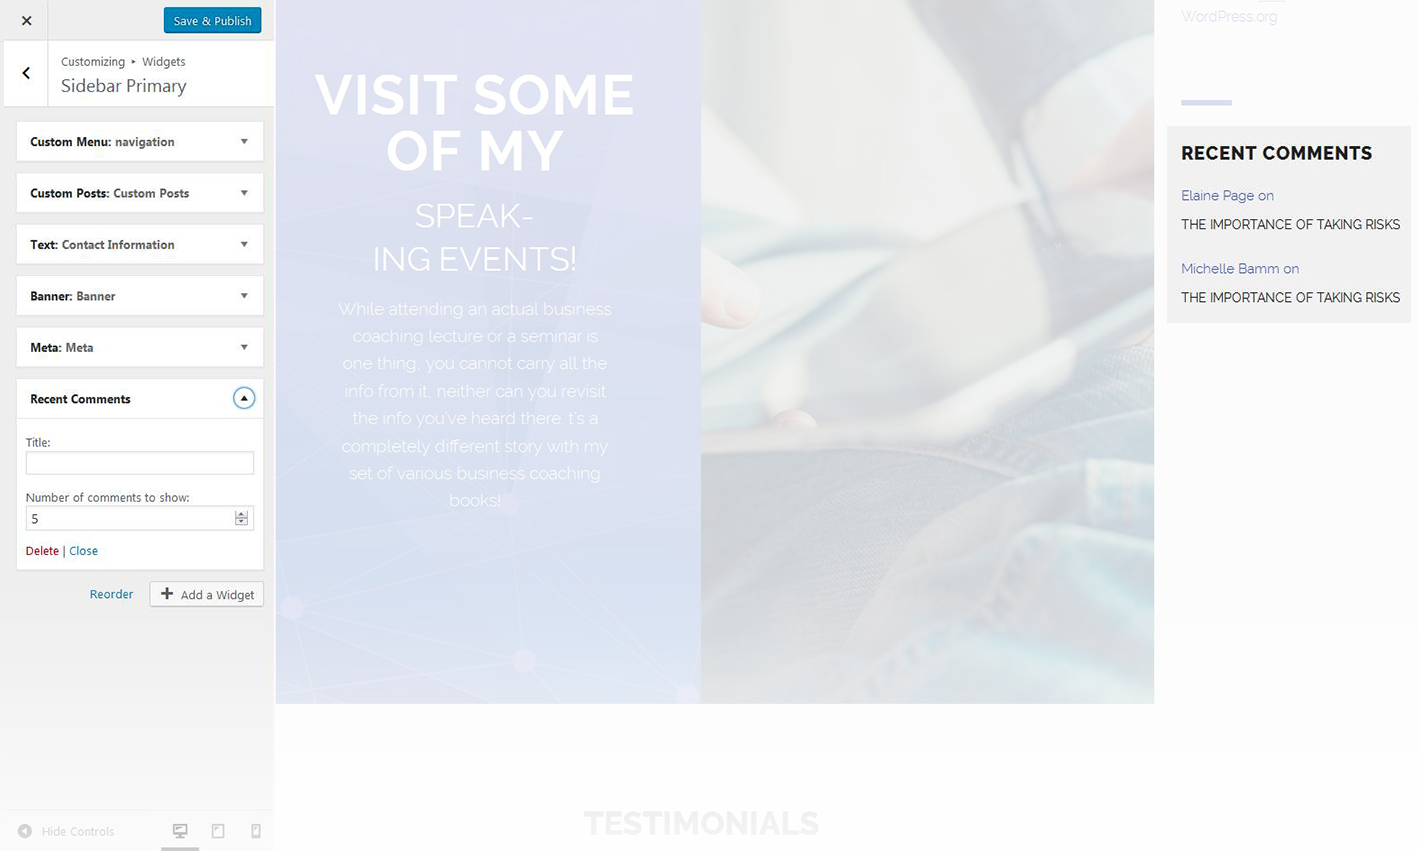 Save & Publish
Customizing ▸ Widgets
Sidebar Primary
Custom Menu: navigation
Custom Posts: Custom Posts
Text: Contact Information
Banner: Banner
Meta: Meta
Recent Comments
Title:
Number of comments to show:
5
Delete | Close
Reorder
Add a Widget
Hide Controls
VISIT SOME
OF MY
SPEAK-
ING EVENTS!
While attending an actual business
coaching lecture or a seminar is
one thing, you cannot carry all the
info from it, neither can you revisit
the info you've heard there. t's a
completely different story with my
set of various business coaching
books!
TESTIMONIALS
WordPress.org
RECENT COMMENTS
Elaine Page on
THE IMPORTANCE OF TAKING RISKS
Michelle Bamm on
THE IMPORTANCE OF TAKING RISKS